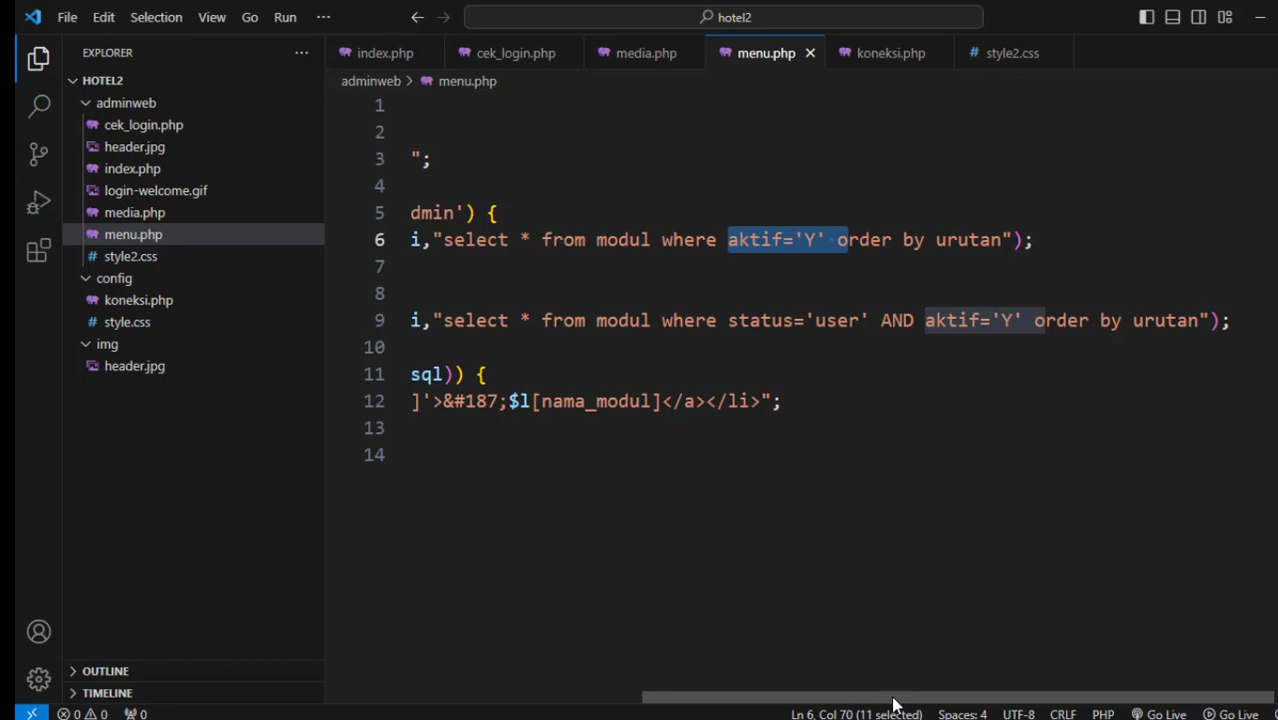 File Edit Selection View Go Run ··· hotel2
EXPLORER ···
HOTEL2
adminweb
cek_login.php
header.jpg
index.php
login-welcome.gif
media.php
menu.php
style2.css
config
koneksi.php
style.css
img
header.jpg
OUTLINE
TIMELINE
index.php cek_login.php media.php menu.php koneksi.php style2.css
adminweb > menu.php
1
2
3 ";
4
5 dmin') {
6 i,"select * from modul where aktif='Y' order by urutan");
7
8
9 i,"select * from modul where status='user' AND aktif='Y' order by urutan");
10
11 sql)) {
12 ]'>&#187;$l[nama_modul]</a></li>";
13
14
0 0 0 Ln 6, Col 70 (11 selected) Spaces: 4 UTF-8 CRLF PHP Go Live Go Live